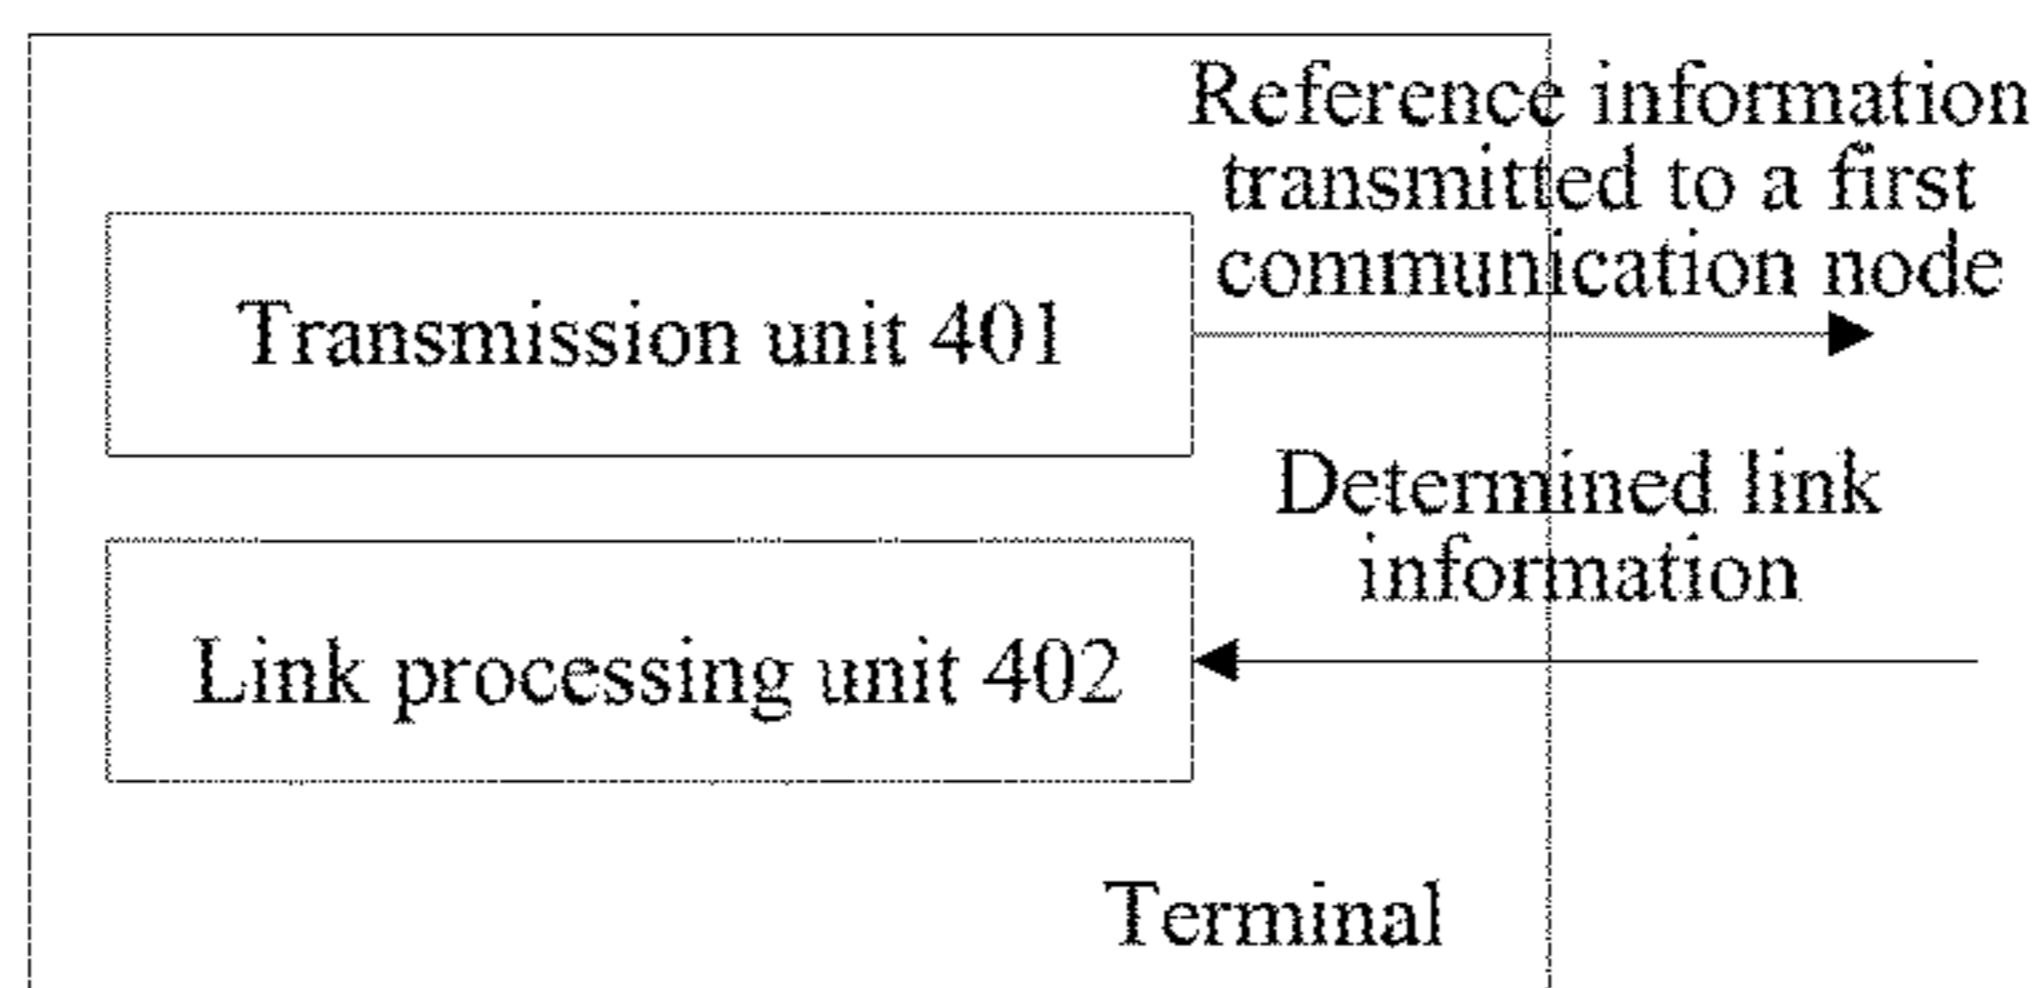 Reference information
transmitted to a first
communication node
Transmission unit 401
Determined link
information
Link processing unit 402
Terminal